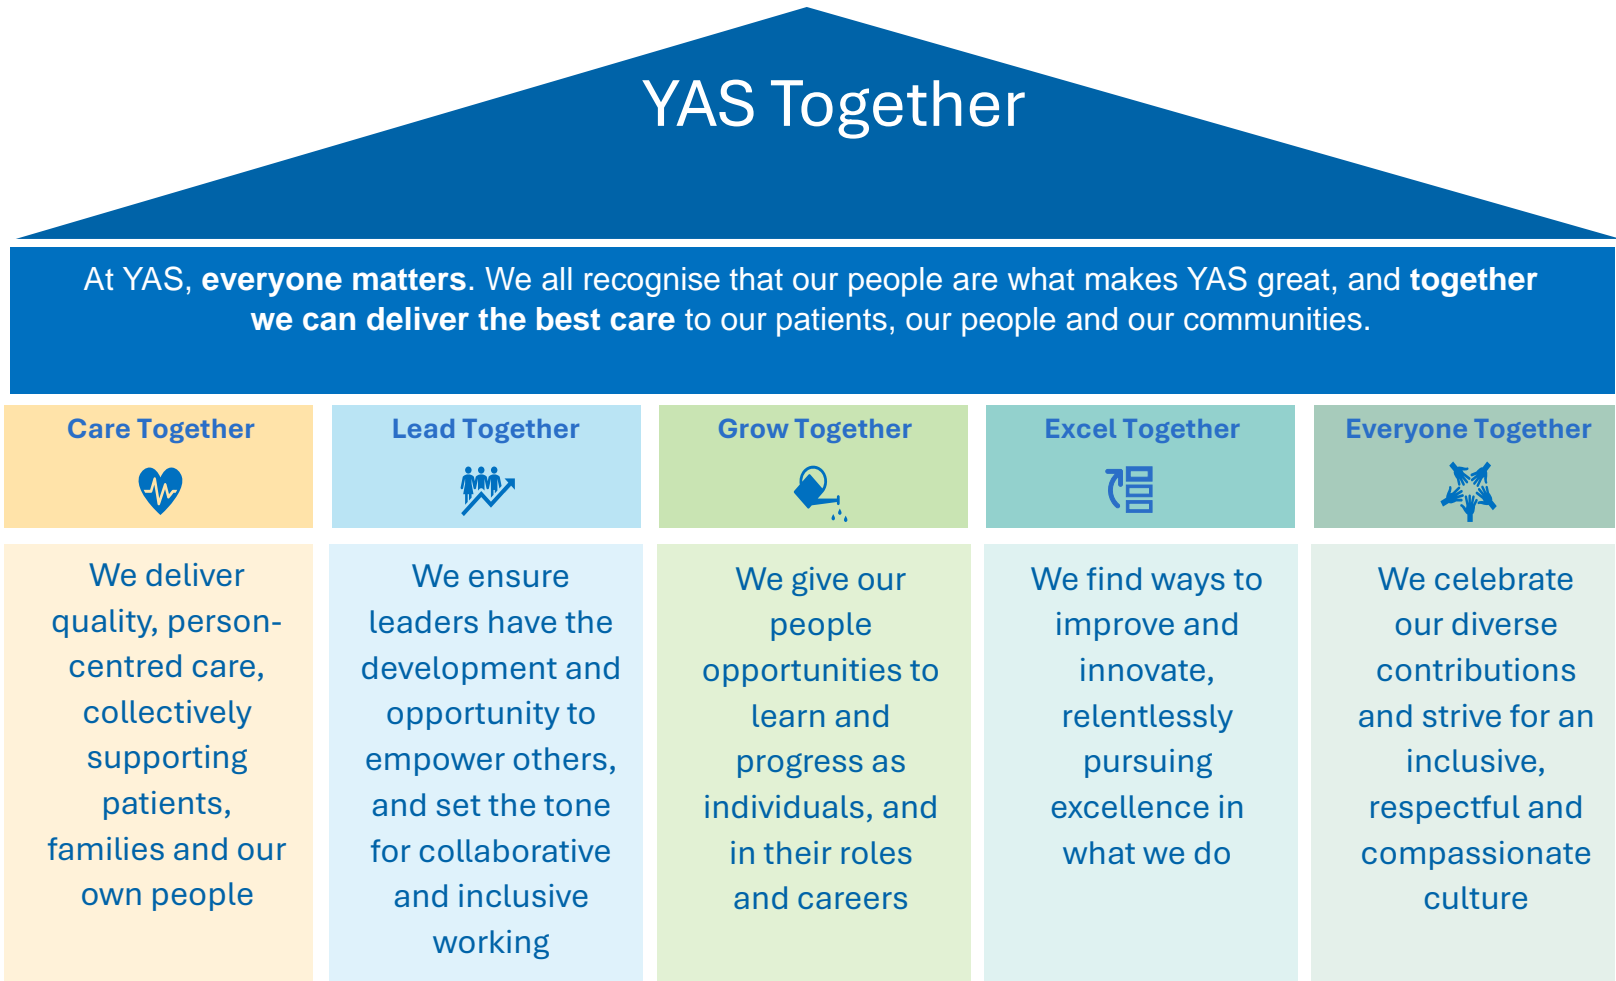 YAS Together
At YAS, everyone matters. We all recognise that our people are what makes YAS great, and together
we can deliver the best care to our patients, our people and our communities.
Care Together
We deliver
quality, person-
centred care,
collectively
supporting
patients,
families and our
own people
Lead Together
We ensure
leaders have the
development and
opportunity to
empower others,
and set the tone
for collaborative
and inclusive
working
Grow Together
We give our
people
opportunities to
learn and
progress as
individuals, and
in their roles
and careers
Excel Together
We find ways to
improve and
innovate,
relentlessly
pursuing
excellence in
what we do
Everyone Together
We celebrate
our diverse
contributions
and strive for an
inclusive,
respectful and
compassionate
culture